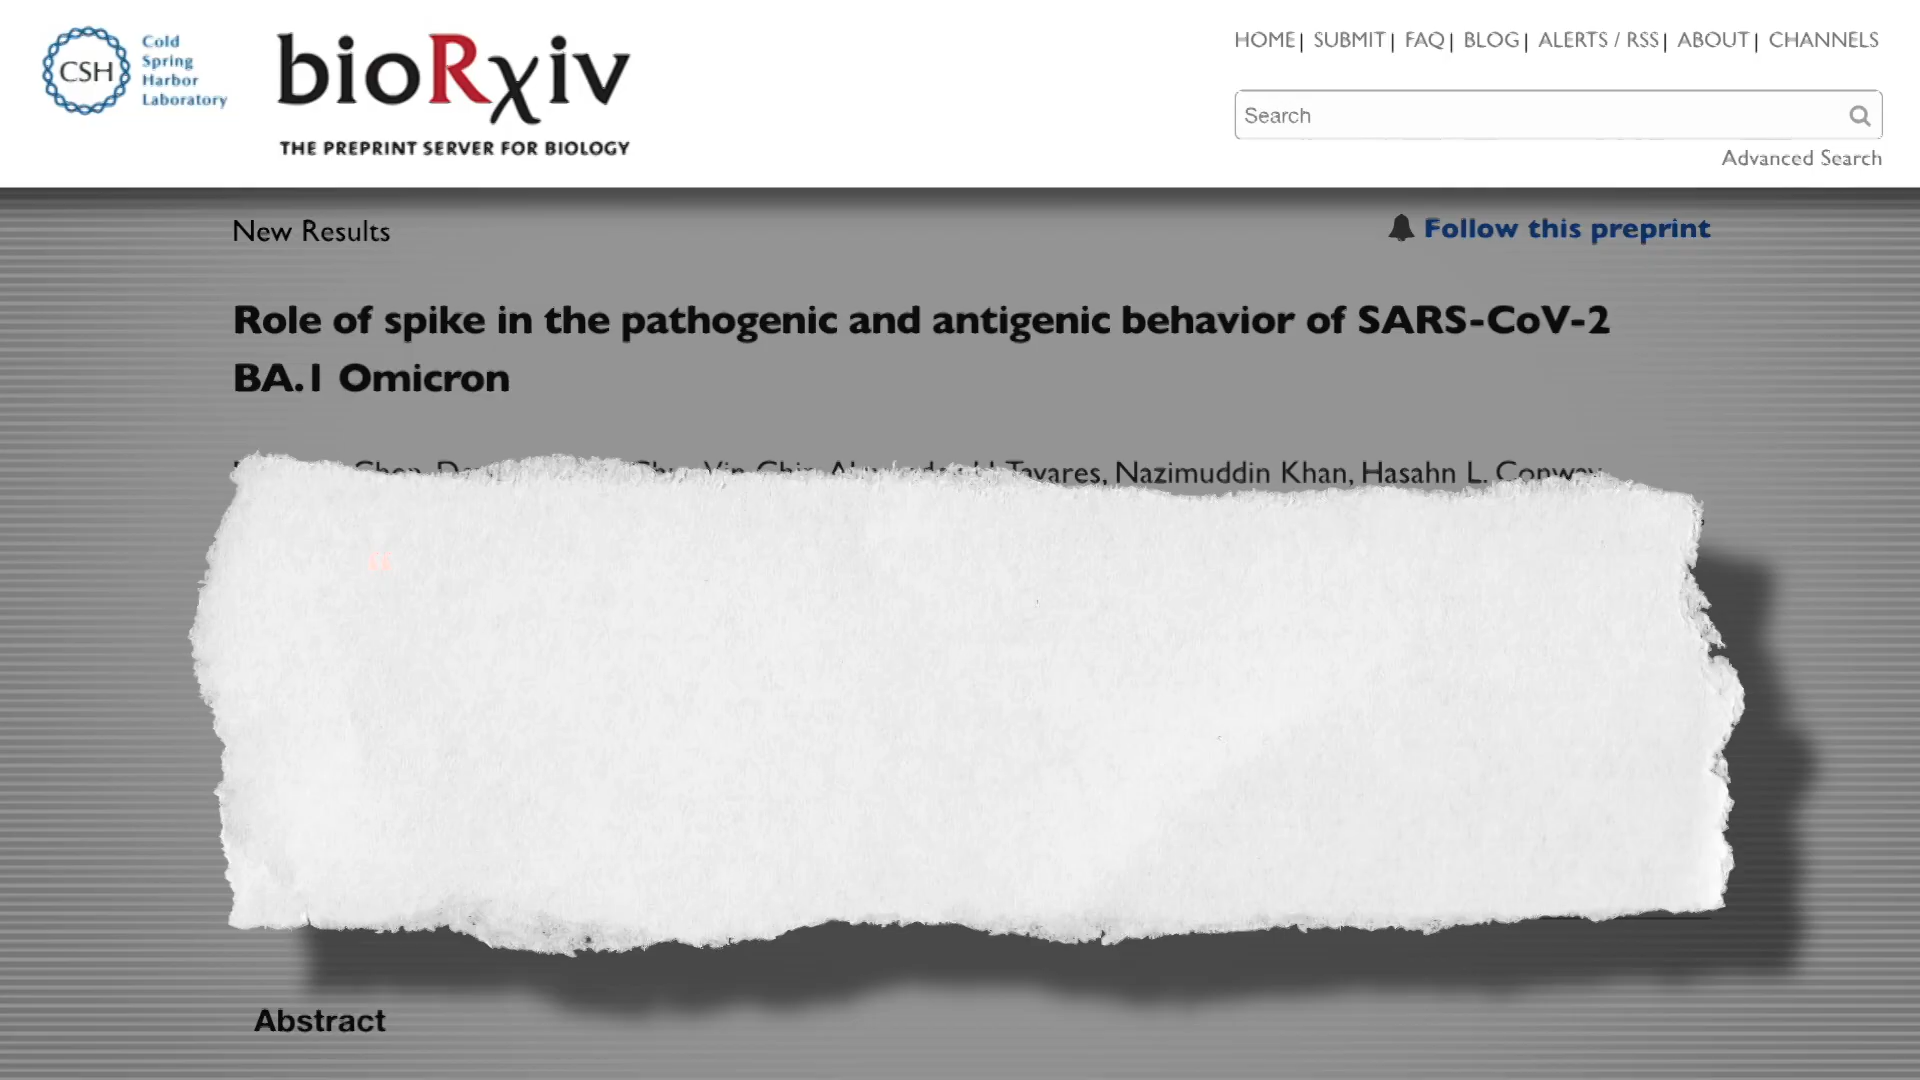 Cold
Spring
Harbor
Laboratory
CSH
bioRxiv
THE PREPRINT SERVER FOR BIOLOGY
HOME| SUBMIT| FAQ| BLOG| ALERTS / RSS| ABOUT| CHANNELS
Search
Advanced Search
New Results
Follow this preprint
Role of spike in the pathogenic and antigenic behavior of SARS-CoV-2
BA.1 Omicron
Tavares, Nazimuddin Khan, Hasahn L. Conway
“
Abstract